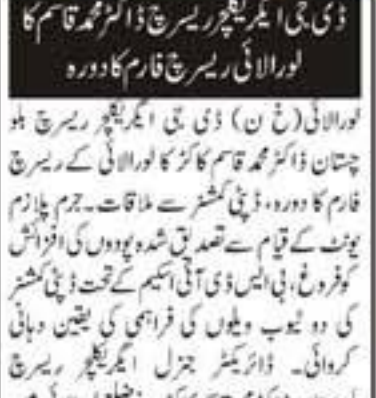 ڈی جی ایگریکلچر ریسرچ ڈاکٹر محمد قاسم کا
لورالائی ریسرچ فارم کا دورہ
لورالائی (خ ن) ڈی جی ایگریکلچر ریسرچ بلو
چستان ڈاکٹر محمد قاسم کاکڑ کا لورالائی کے ریسرچ
فارم کا دورہ، ڈپٹی کمشنر سے ملاقات۔ جرم پلازم
یونٹ کے قیام سے تصدیق شدہ پودوں کی افزائش
کو فروغ، پی ایس ڈی آئی اسکیم کے تحت ڈپٹی کمشنر
کی دو ٹیوب ویلوں کی فراہمی کی یقین دہانی
کروائی۔ ڈائریکٹر جنرل ایگریکلچر ریسرچ